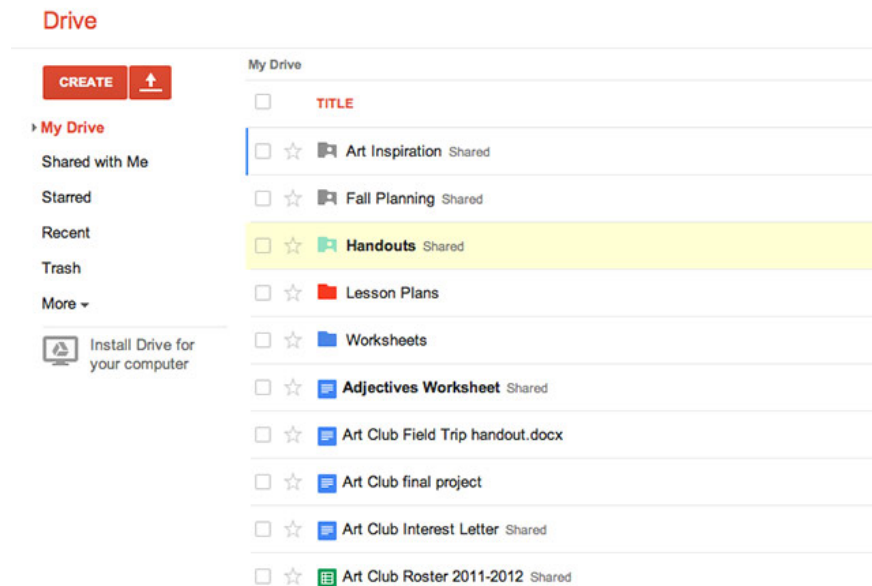 Drive
CREATE
My Drive
Shared with Me
Starred
Recent
Trash
More
Install Drive for
your computer
My Drive
TITLE
Art Inspiration Shared
Fall Planning Shared
Handouts Shared
Lesson Plans
Worksheets
Adjectives Worksheet Shared
Art Club Field Trip handout.docx
Art Club final project
Art Club Interest Letter Shared
Art Club Roster 2011-2012 Shared